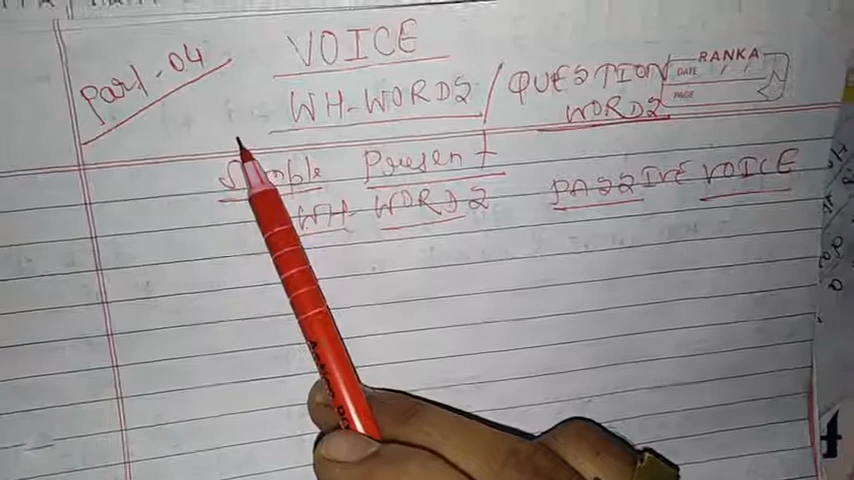 Part-04
VOICE
WH-WORDS / QUESTION WORDS
RANKA
DATE / /
PAGE
Simple Present
WH-WORDS PASSIVE VOICE